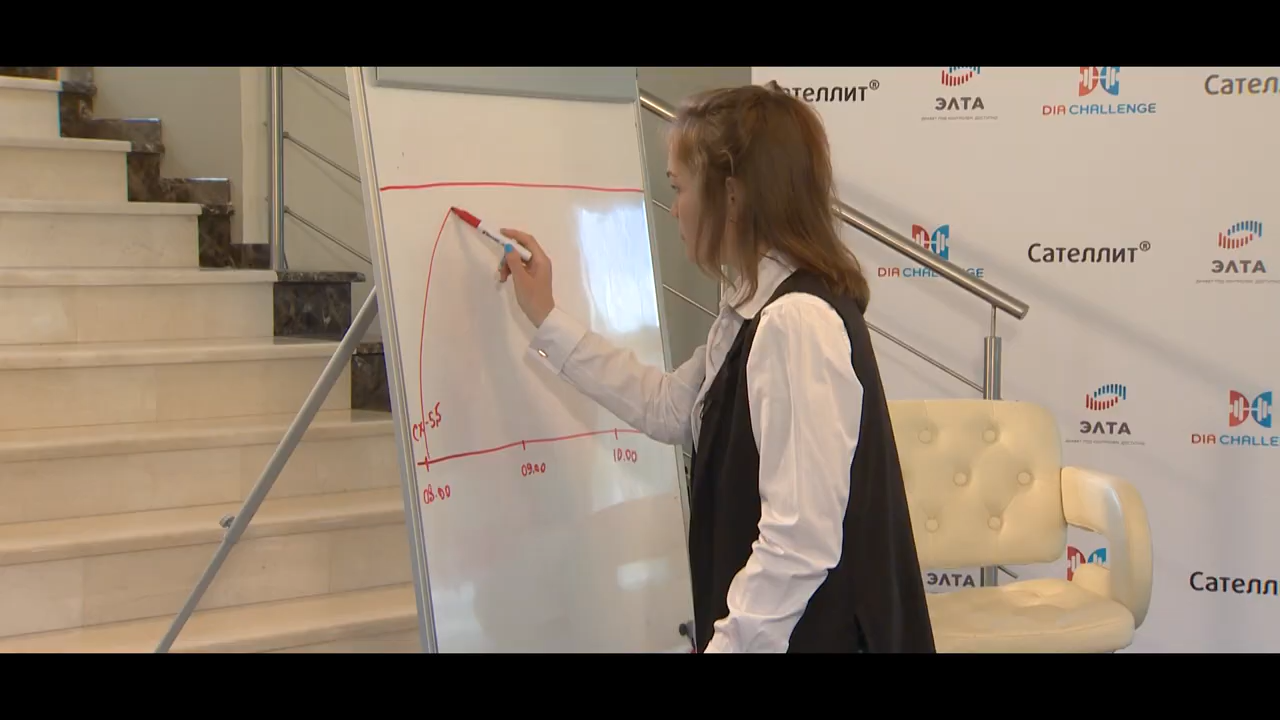 Сателлит®
ЭЛТА
DIA CHALLENGE
DIA CHALLENGE
Сателлит®
ЭЛТА
ЭЛТА
DIA CHALLE
ЭЛТА
Сателл
СК-5,5
08.00
09.00
10.00